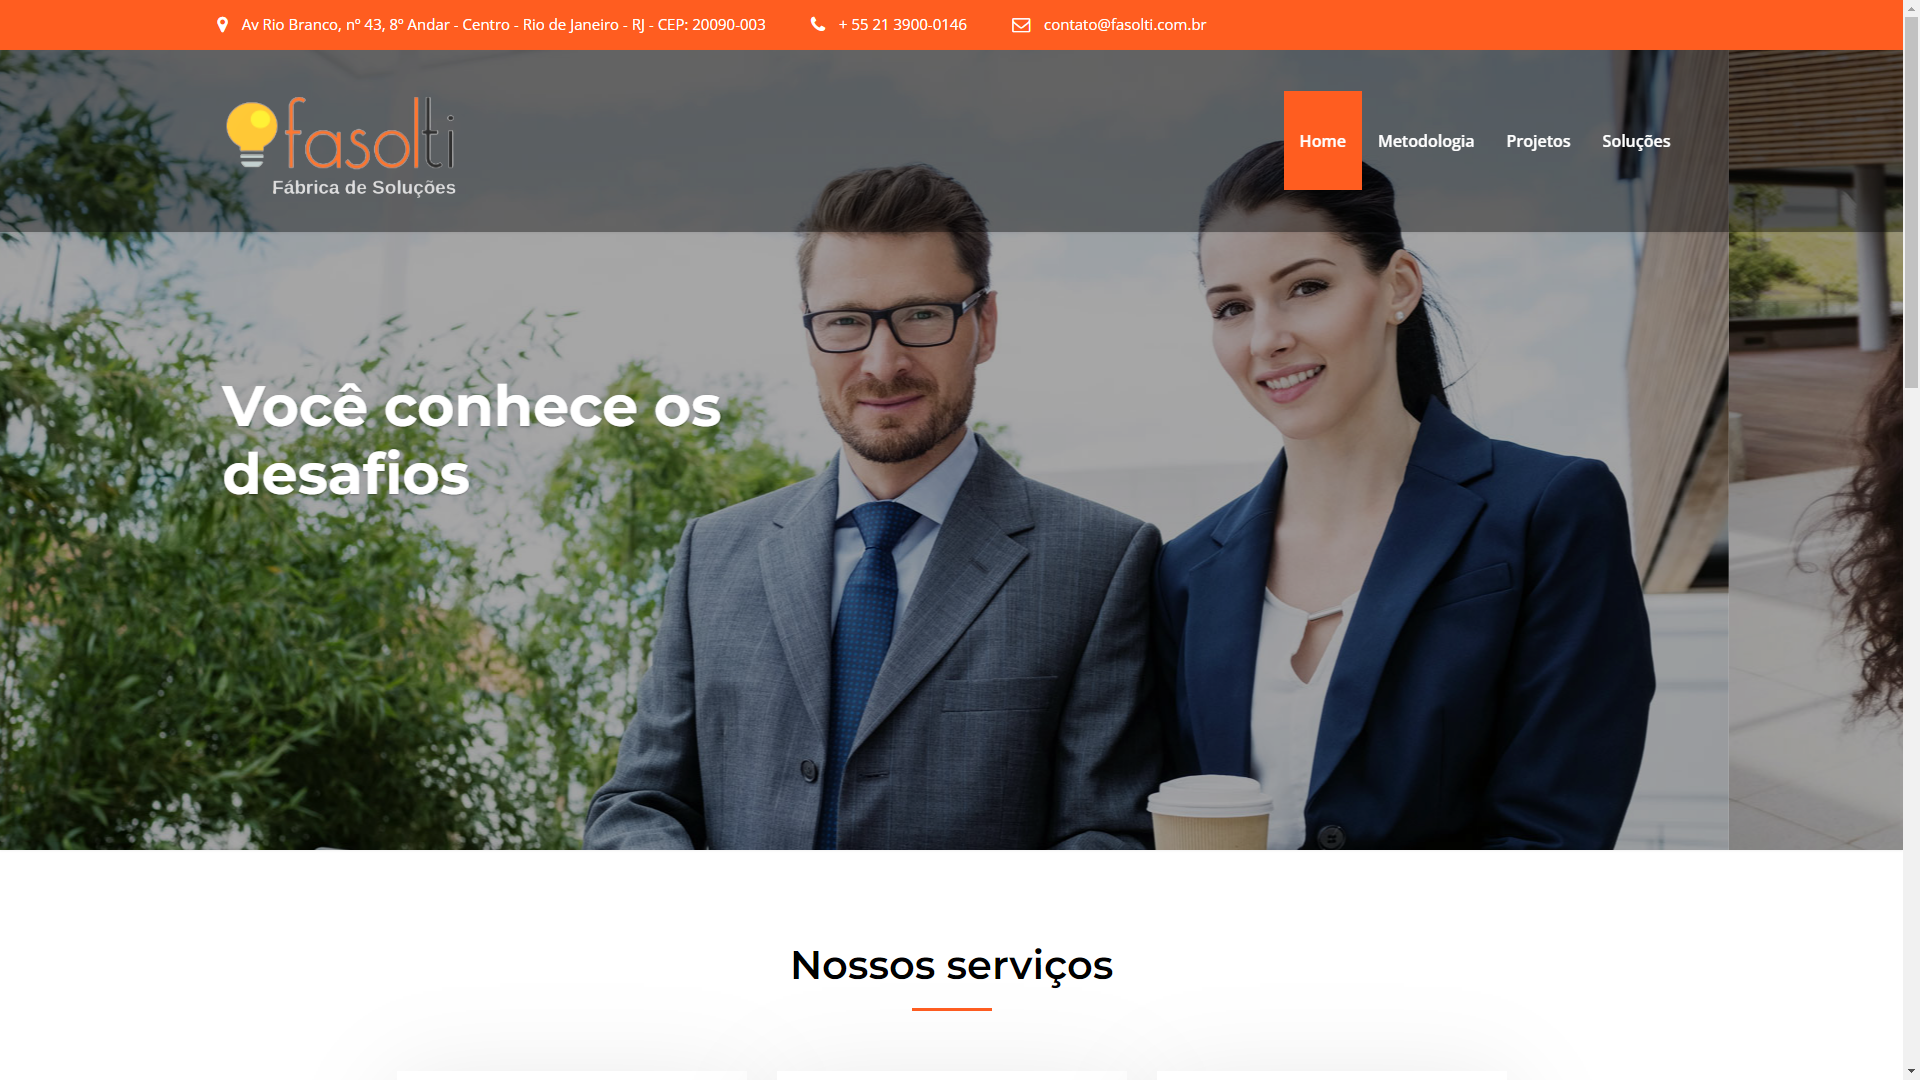 Av Rio Branco, nº 43, 8º Andar - Centro - Rio de Janeiro - RJ - CEP: 20090-003
+ 55 21 3900-0146
contato@fasolti.com.br
fasolti
Fábrica de Soluções
Home
Metodologia
Projetos
Soluções
Você conhece os
desafios
Nossos serviços